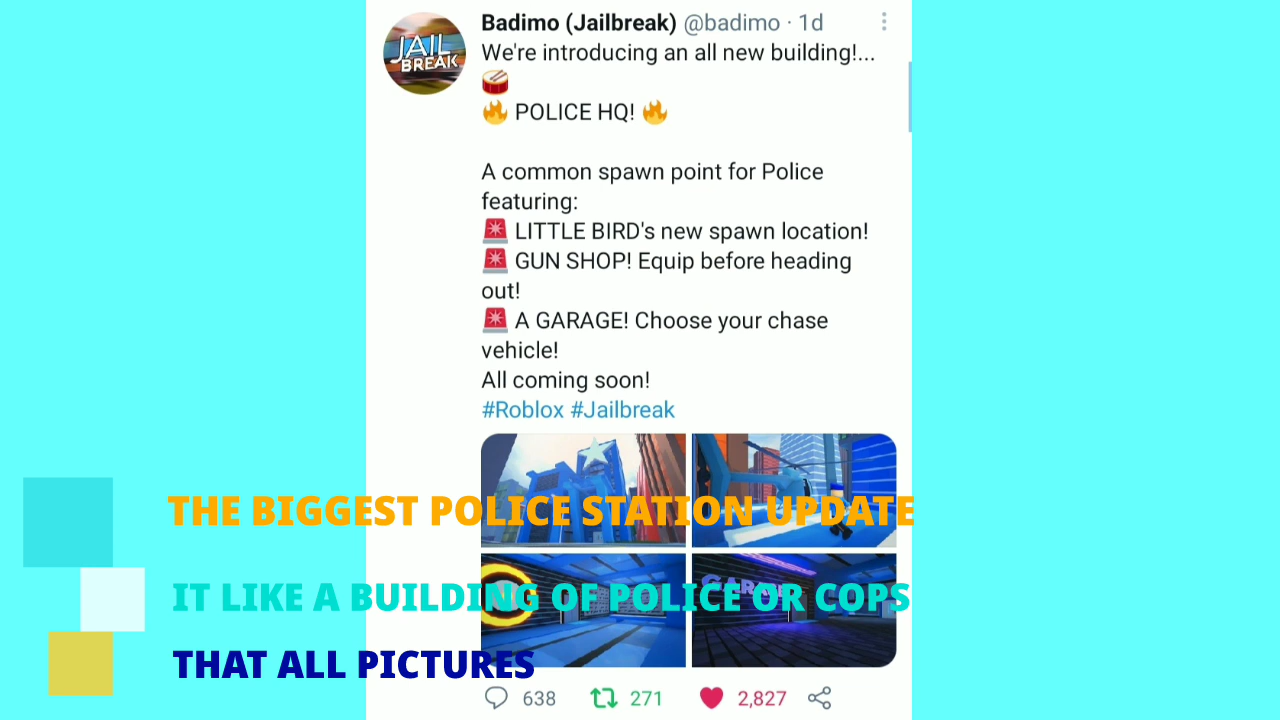 JAIL
BREAK
Badimo (Jailbreak) @badimo · 1d
We're introducing an all new building!...
🥁
🔥 POLICE HQ! 🔥
A common spawn point for Police
featuring:
🚨 LITTLE BIRD's new spawn location!
🚨 GUN SHOP! Equip before heading
out!
🚨 A GARAGE! Choose your chase
vehicle!
All coming soon!
#Roblox #Jailbreak
THE BIGGEST POLICE STATION UPDATE
GARAGE
IT LIKE A BUILDING OF POLICE OR COPS
THAT ALL PICTURES
638 271 2,827